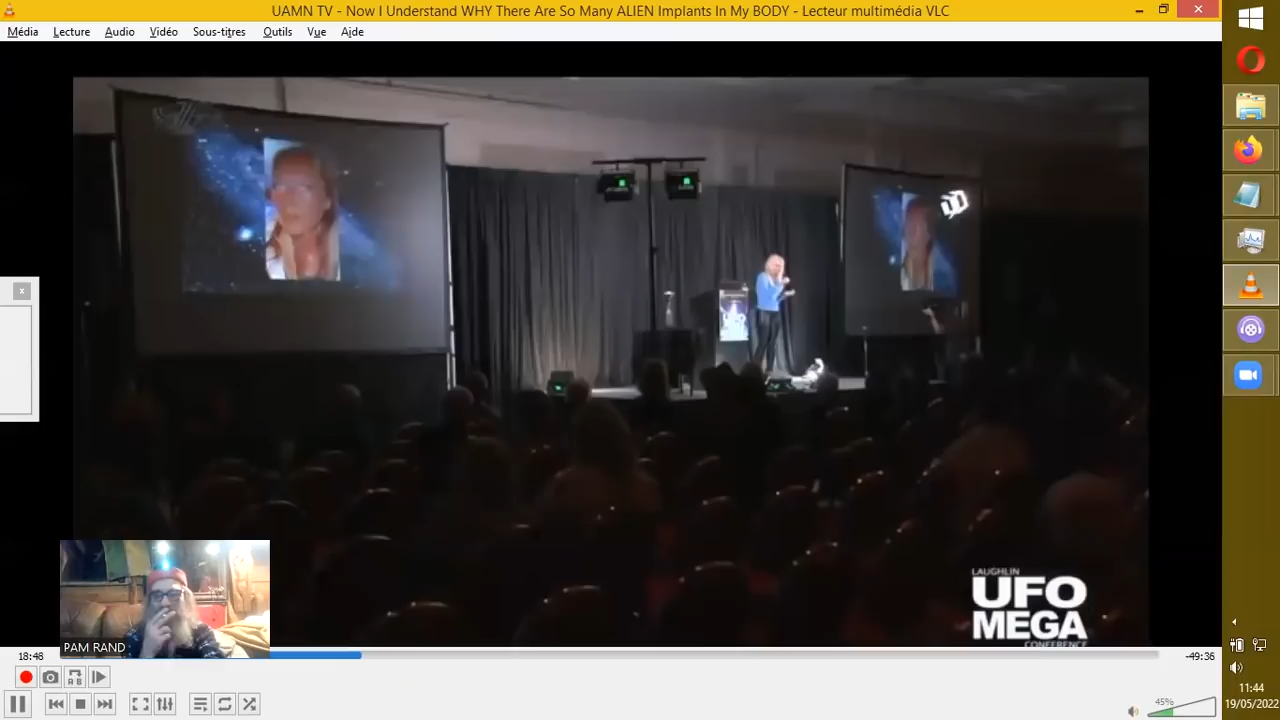 UAMN TV - Now I Understand WHY There Are So Many ALIEN Implants In My BODY - Lecteur multimédia VLC
Média Lecture Audio Vidéo Sous-titres Outils Vue Aide
LAUGHLIN
UFO
MEGA
CONFERENCE
PAM RAND
18:48
-49:36
45%
11:44
19/05/2022